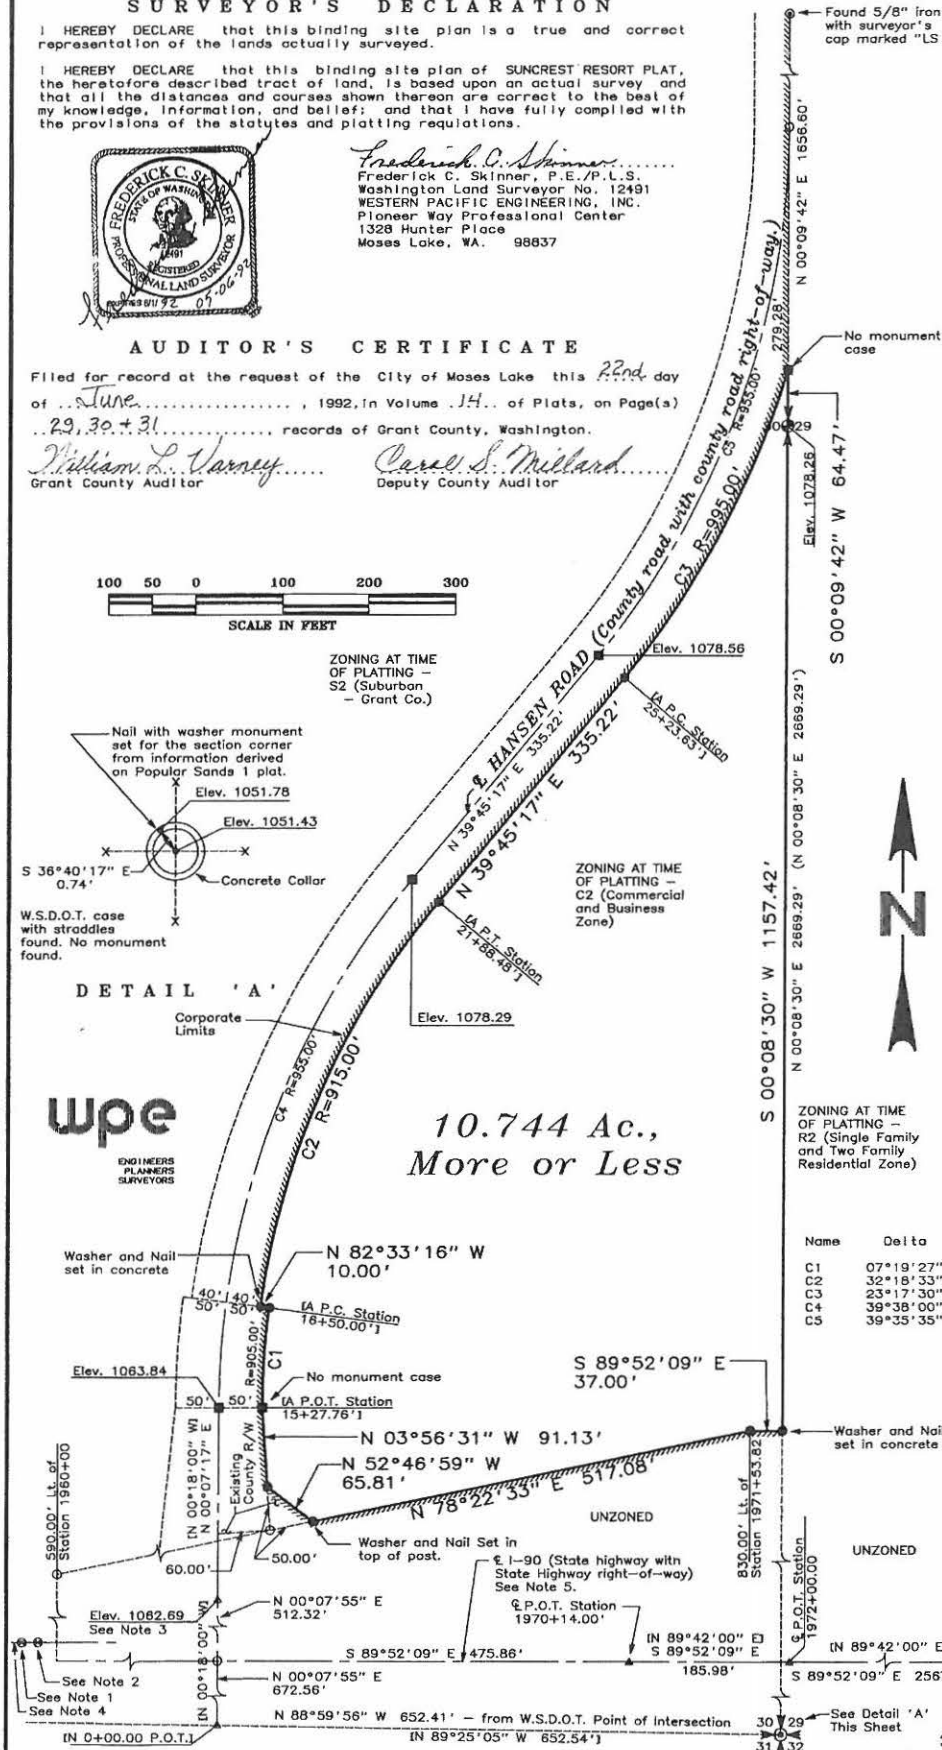 SURVEYOR'S DECLARATION
I HEREBY DECLARE that this binding site plan is a true and correct
representation of the lands actually surveyed.
I HEREBY DECLARE that this binding site plan of SUNCREST RESORT PLAT,
the heretofore described tract of land, is based upon an actual survey and
that all the distances and courses shown thereon are correct to the best of
my knowledge, information, and belief; and that I have fully complied with
the provisions of the statutes and platting regulations.
Frederick C. Skinner
Frederick C. Skinner, P.E./P.L.S.
Washington Land Surveyor No. 12491
WESTERN PACIFIC ENGINEERING, INC.
Pioneer Way Professional Center
1328 Hunter Place
Moses Lake, WA. 98837
FREDERICK C. SKINNER
STATE OF WASHINGTON
12491
REGISTERED
PROFESSIONAL LAND SURVEYOR
05-06-92
AUDITOR'S CERTIFICATE
Filed for record at the request of the City of Moses Lake this 22nd day
of June, 1992, in Volume 14 of Plats, on Page(s)
29, 30 + 31 records of Grant County, Washington.
William L. Varney Carol S. Millard
Grant County Auditor Deputy County Auditor
100 50 0 100 200 300
SCALE IN FEET
Found 5/8" iron
with surveyor's
cap marked "LS
N 00°09'42" E 1656.60'
279.28'
No monument
case
30 29
Elev. 1078.26
S 00°09'42" W 64.47'
ZONING AT TIME
OF PLATTING –
S2 (Suburban
– Grant Co.)
℄ HANSEN ROAD (County road with county road right-of-way.)
C3 R=955.00'
C3 R=995.00'
Elev. 1078.56
[A P.C. Station
25+23.63']
N 39°45'17" E 335.22'
N 39°45'17" E 335.22'
Nail with washer monument
set for the section corner
from information derived
on Popular Sands 1 plat.
Elev. 1051.78
Elev. 1051.43
S 36°40'17" E
0.74'
Concrete Collar
W.S.D.O.T. case
with straddles
found. No monument
found.
DETAIL 'A'
ZONING AT TIME
OF PLATTING –
C2 (Commercial
and Business
Zone)
[A P.T. Station
21+88.48']
Elev. 1078.29
Corporate
Limits
C4 R=955.00'
C2 R=915.00'
S 00°08'30" W 1157.42'
N 00°08'30" E 2669.29' (N 00°08'30" E 2669.29')
N
wpe
ENGINEERS
PLANNERS
SURVEYORS
10.744 Ac.,
More or Less
ZONING AT TIME
OF PLATTING –
R2 (Single Family
and Two Family
Residential Zone)
Name Delta
C1 07°19'27"
C2 32°18'33"
C3 23°17'30"
C4 39°38'00"
C5 39°35'35"
Washer and Nail
set in concrete
N 82°33'16" W
10.00'
40' 40'
50' 50'
[A P.C. Station
16+50.00']
R=905.00'
C1
Elev. 1063.84
No monument case
50' 50'
[A P.O.T. Station
15+27.76']
S 89°52'09" E
37.00'
Washer and Nail
set in concrete
N 03°56'31" W 91.13'
N 52°46'59" W
65.81'
N 78°22'33" E 517.08'
[N 00°18'00" W]
N 00°07'17" E
Existing
County R/W
590.00' Lt. of
Station 1960+00
UNZONED
830.00' Lt. of
Station 1971+53.82
UNZONED
60.00'
50.00'
Washer and Nail Set in
top of post.
℄ I-90 (State highway with
State Highway right-of-way)
See Note 5.
℄ P.O.T. Station
1970+14.00'
℄ P.O.T. Station
1972+00.00
Elev. 1062.69
See Note 3
N 00°07'55" E
512.32'
[N 89°42'00" E]
S 89°52'09" E
185.98'
[N 89°42'00" E
S 89°52'09" E 475.86'
S 89°52'09" E 256
See Note 2
See Note 1
See Note 4
[N 00°18'00" W]
N 00°07'55" E
672.56'
N 88°59'56" W 652.41' – from W.S.D.O.T. Point of Intersection
[N 0+00.00 P.O.T.]
[N 89°25'05" W 652.54']
30 29
31 32
See Detail 'A'
This Sheet